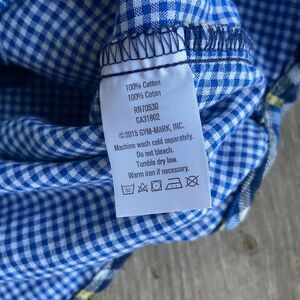 100% Cotton
100% Coton
RN70530
CA31802
©2015 GYM-MARK, INC.
Machine wash cold separately.
Do not bleach.
Tumble dry low.
Warm iron if necessary.